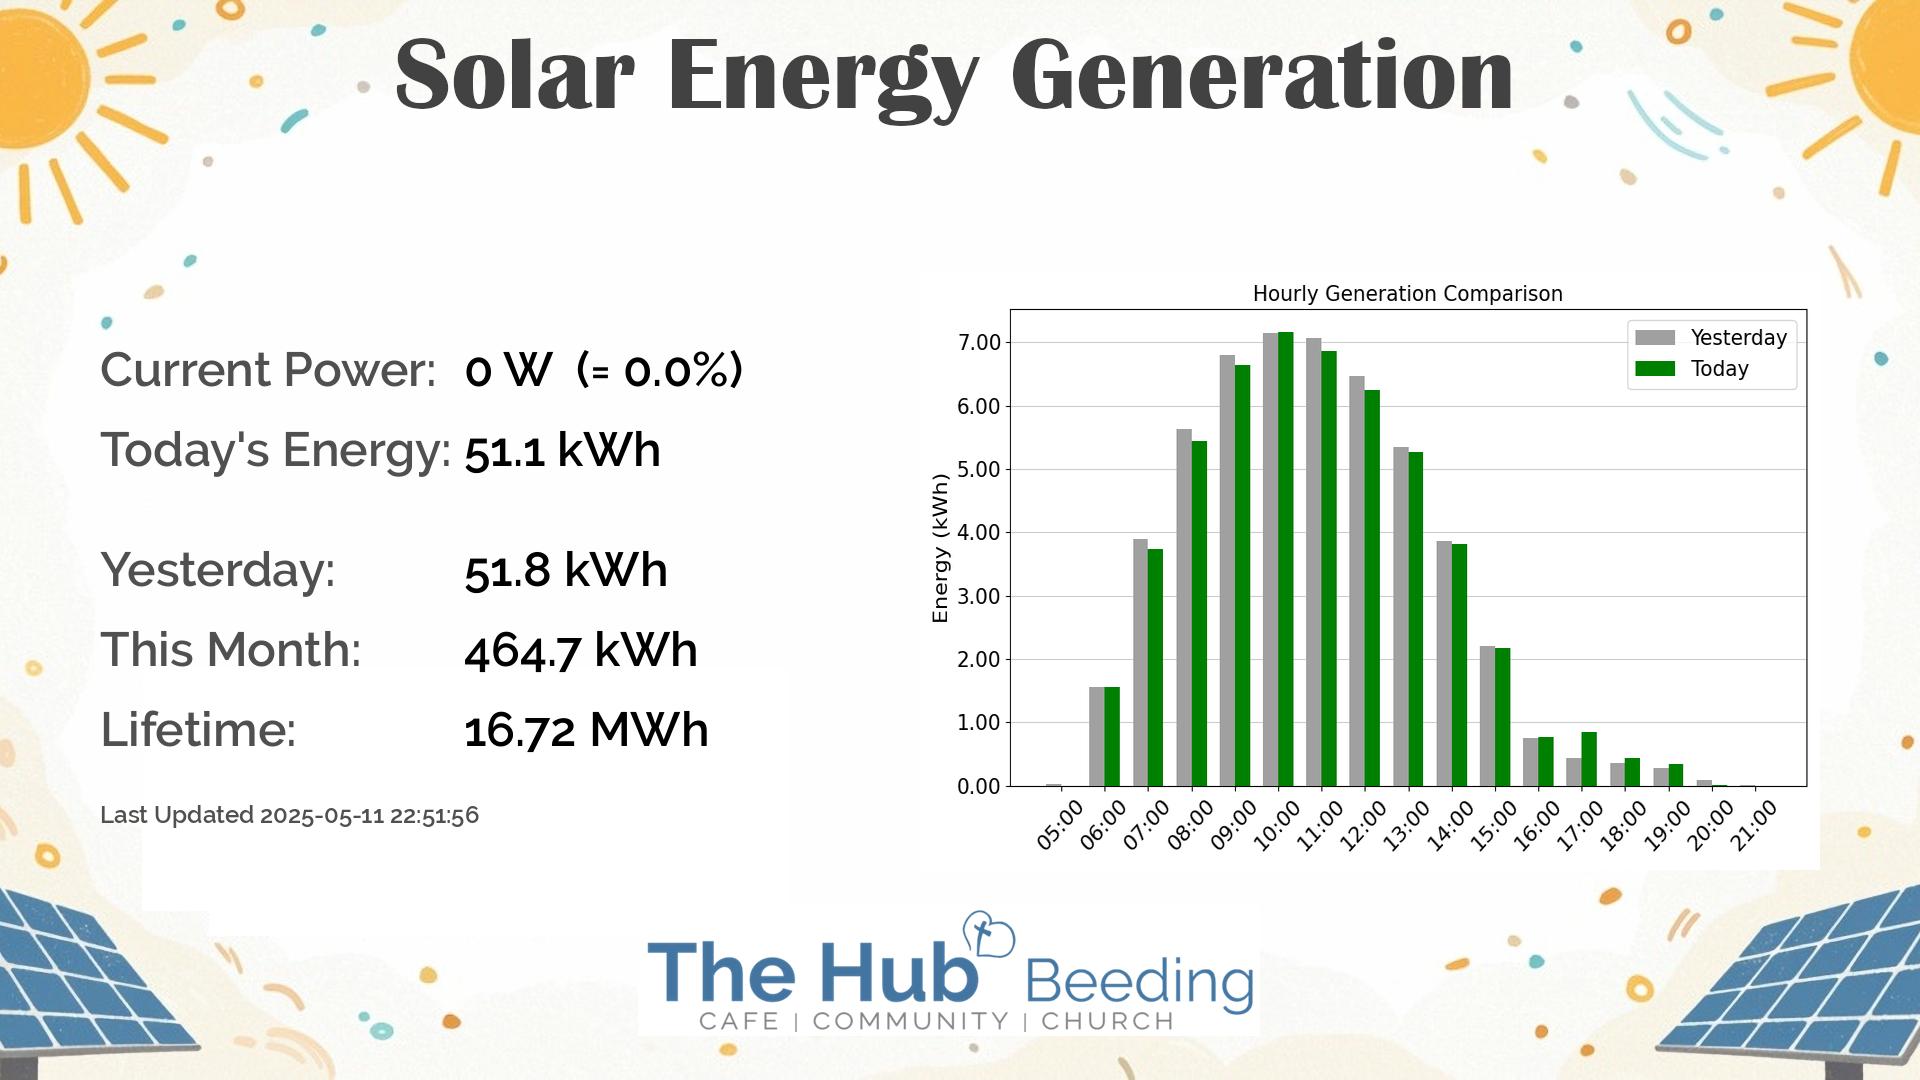 Solar Energy Generation
Current Power: 0 W (= 0.0%)
Today's Energy: 51.1 kWh
Yesterday: 51.8 kWh
This Month: 464.7 kWh
Lifetime: 16.72 MWh
Last Updated 2025-05-11 22:51:56
Hourly Generation Comparison
Yesterday
Today
Energy (kWh)
7.00
6.00
5.00
4.00
3.00
2.00
1.00
0.00
05:00 06:00 07:00 08:00 09:00 10:00 11:00 12:00 13:00 14:00 15:00 16:00 17:00 18:00 19:00 20:00 21:00
The Hub Beeding
CAFE | COMMUNITY | CHURCH